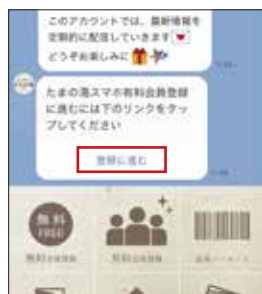 このアカウントでは、最新情報を
定期的に配信していきます
どうぞお楽しみに
たまの湯スマホ有料会員登録
に進むには下のリンクをタッ
プしてください
登録に進む
無料
FREE